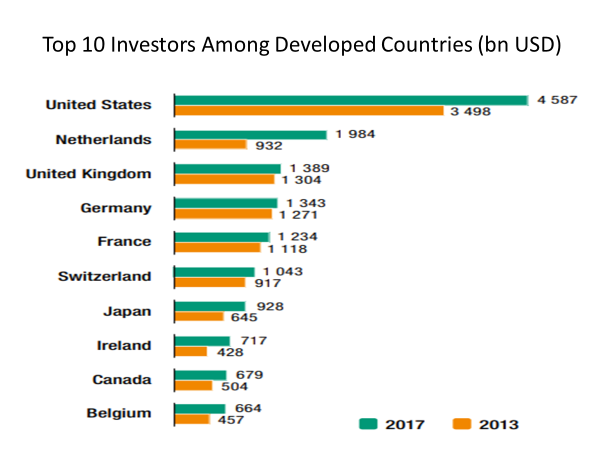 Top 10 Investors Among Developed Countries (bn USD)
United States 4 587
3 498
Netherlands 1 984
932
United Kingdom 1 389
1 304
Germany 1 343
1 271
France 1 234
1 118
Switzerland 1 043
917
Japan 928
645
Ireland 717
428
Canada 679
504
Belgium 664
457
2017 2013